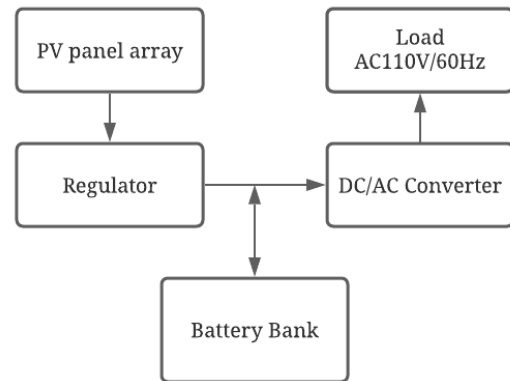 PV panel array
Load
AC110V/60Hz
Regulator
DC/AC Converter
Battery Bank